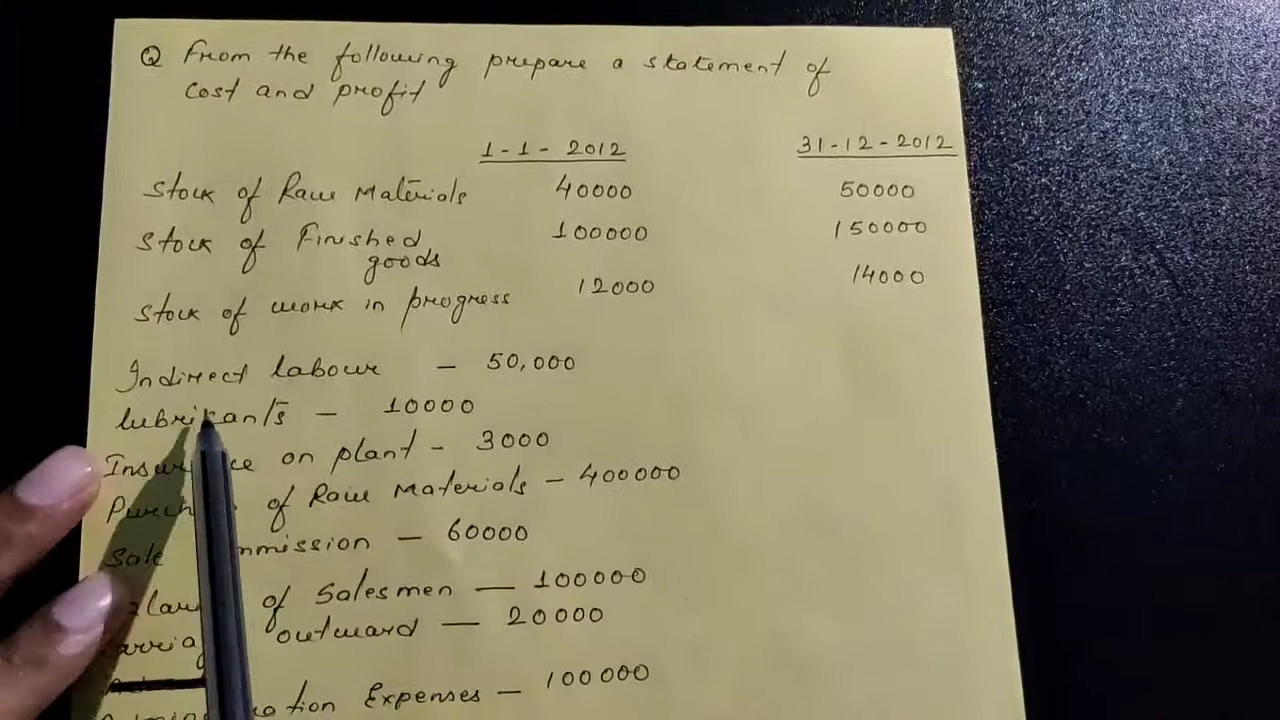 Q From the following prepare a statement of
cost and profit
1-1-2012 31-12-2012
Stock of Raw Materials 40000 50000
Stock of Finished 100000 150000
goods
Stock of work in progress 12000 14000
Indirect labour - 50,000
lubricants - 10000
on plant - 3000
of Raw Materials - 400000
60000
of Salesmen - 100000
outward - 20000
Expenses - 100000